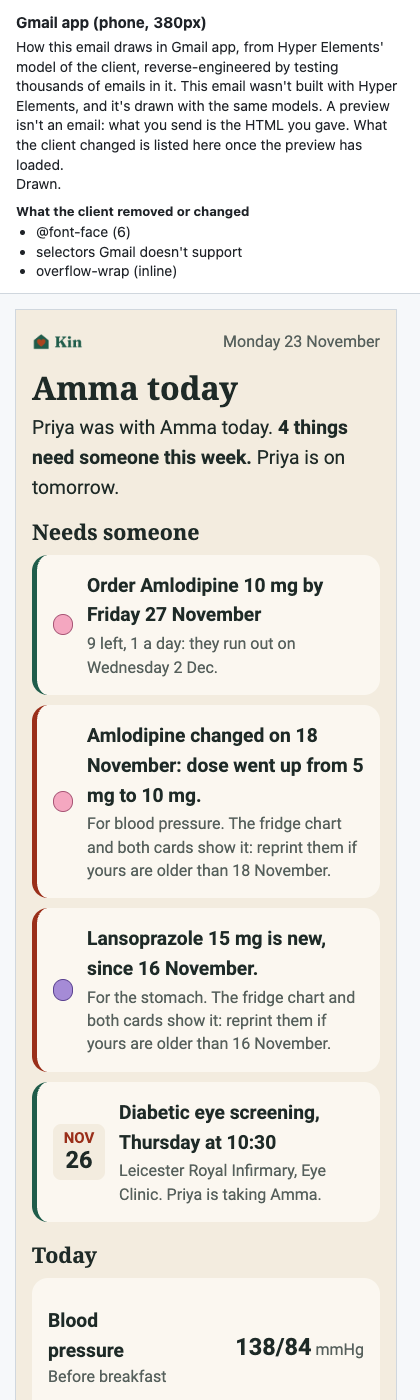 Gmail app (phone, 380px)
How this email draws in Gmail app, from Hyper Elements'
model of the client, reverse-engineered by testing
thousands of emails in it. This email wasn't built with Hyper
Elements, and it's drawn with the same models. A preview
isn't an email: what you send is the HTML you gave. What
the client changed is listed here once the preview has
loaded.
Drawn.
What the client removed or changed
• @font-face (6)
• selectors Gmail doesn't support
• overflow-wrap (inline)
Kin
Monday 23 November
Amma today
Priya was with Amma today. 4 things
need someone this week. Priya is on
tomorrow.
Needs someone
Order Amlodipine 10 mg by
Friday 27 November
9 left, 1 a day: they run out on
Wednesday 2 Dec.
Amlodipine changed on 18
November: dose went up from 5
mg to 10 mg.
For blood pressure. The fridge chart
and both cards show it: reprint them if
yours are older than 18 November.
Lansoprazole 15 mg is new,
since 16 November.
For the stomach. The fridge chart and
both cards show it: reprint them if
yours are older than 16 November.
NOV
26
Diabetic eye screening,
Thursday at 10:30
Leicester Royal Infirmary, Eye
Clinic. Priya is taking Amma.
Today
Blood
pressure
Before breakfast
138/84 mmHg